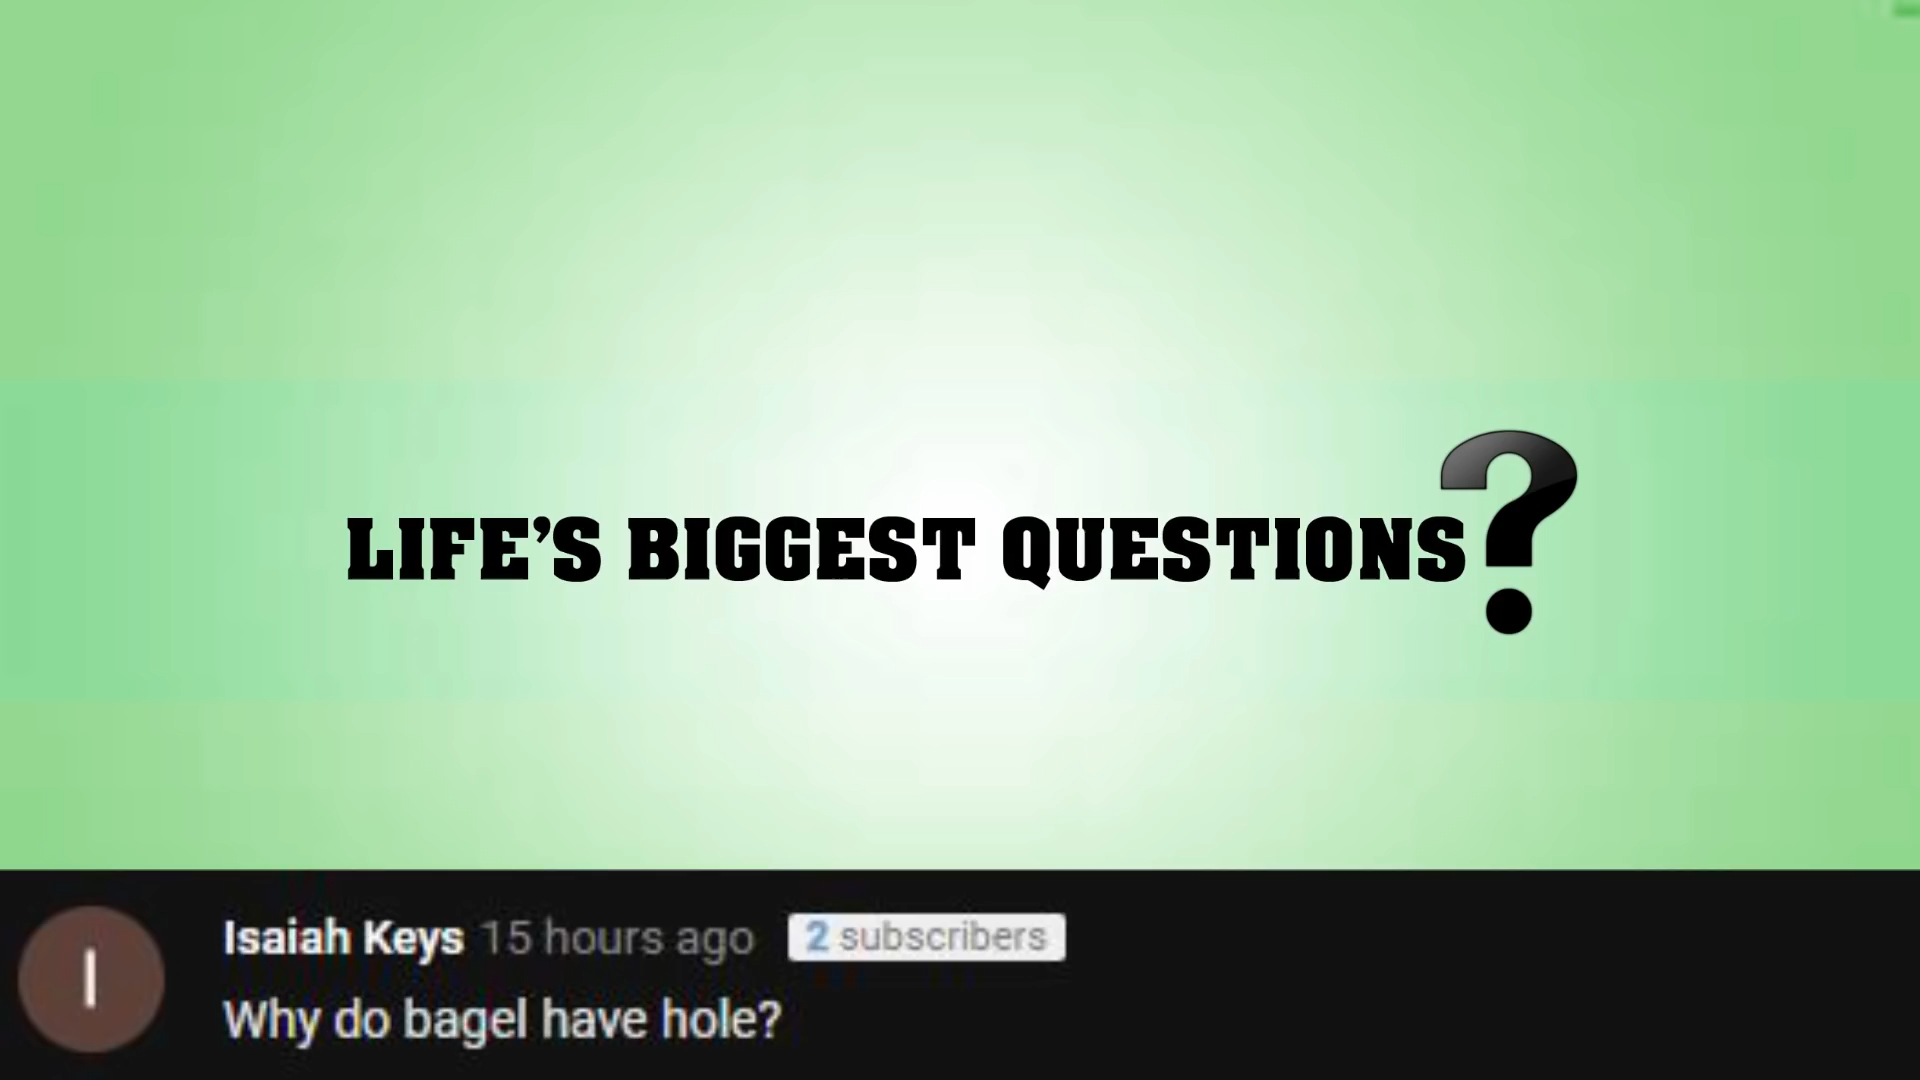 LIFE’S BIGGEST QUESTIONS?
I
Isaiah Keys 15 hours ago 2 subscribers
Why do bagel have hole?